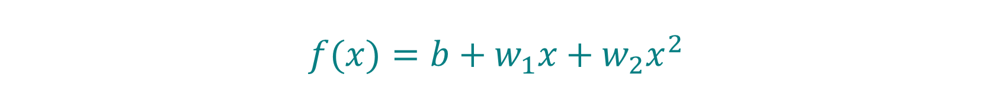 f(x) = b + w₁x + w₂x²